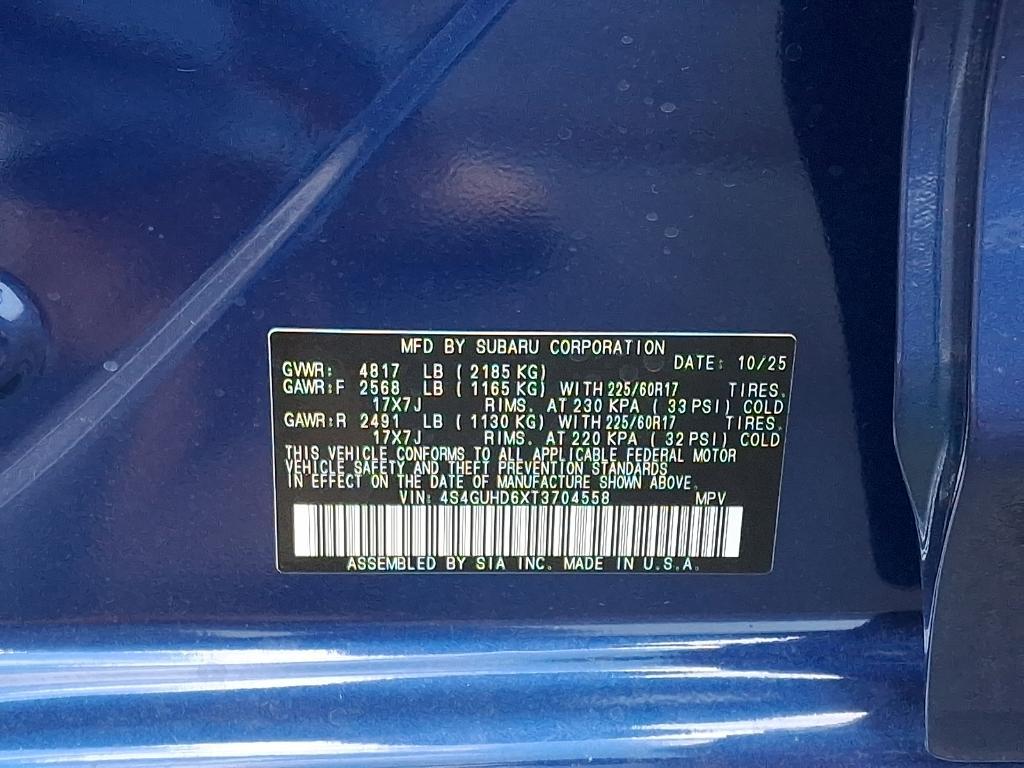 MFD BY SUBARU CORPORATION
DATE: 10/25
GVWR: 4817 LB ( 2185 KG)
GAWR:F 2568 LB ( 1165 KG) WITH 225/60R17 TIRES.
17X7J RIMS. AT 230 KPA ( 33 PSI) COLD
GAWR:R 2491 LB ( 1130 KG) WITH 225/60R17 TIRES.
17X7J RIMS. AT 220 KPA ( 32 PSI) COLD
THIS VEHICLE CONFORMS TO ALL APPLICABLE FEDERAL MOTOR
VEHICLE SAFETY AND THEFT PREVENTION STANDARDS
IN EFFECT ON THE DATE OF MANUFACTURE SHOWN ABOVE.
VIN: 4S4GUHD6XT3704558 MPV
ASSEMBLED BY SIA INC. MADE IN U.S.A.